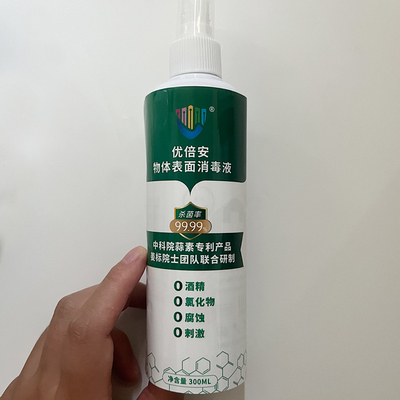 ®
优倍安
物体表面消毒液
杀菌率
99.99%
中科院蒜素专利产品
姜标院士团队联合研制
0酒精
0氯化物
0腐蚀
0刺激
净含量 300ML